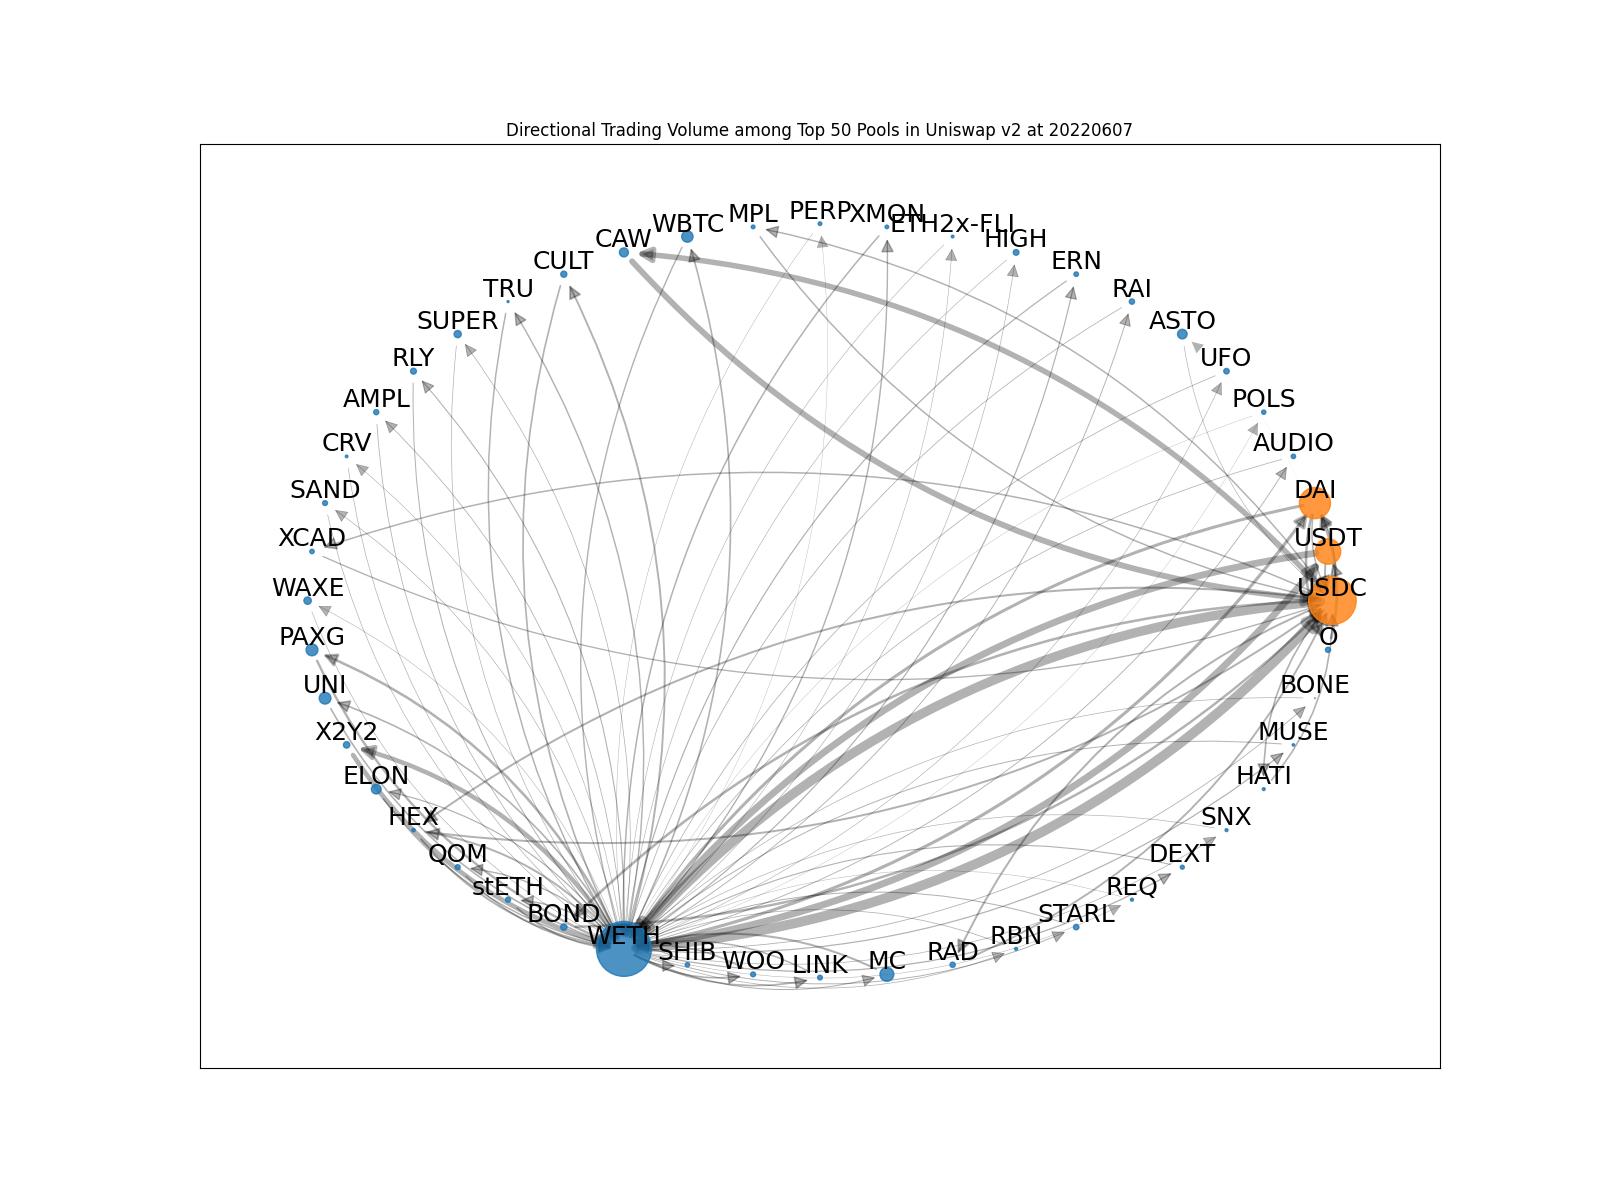 Directional Trading Volume among Top 50 Pools in Uniswap v2 at 20220607
MPL
PERP
XMON
WBTC
ETH2x-FLI
CAW
HIGH
CULT
ERN
TRU
RAI
SUPER
ASTO
RLY
UFO
AMPL
POLS
CRV
AUDIO
SAND
DAI
XCAD
USDT
WAXE
USDC
PAXG
O
UNI
BONE
X2Y2
MUSE
ELON
HATI
HEX
SNX
QOM
DEXT
stETH
REQ
BOND
STARL
WETH
RBN
SHIB
RAD
WOO
LINK
MC